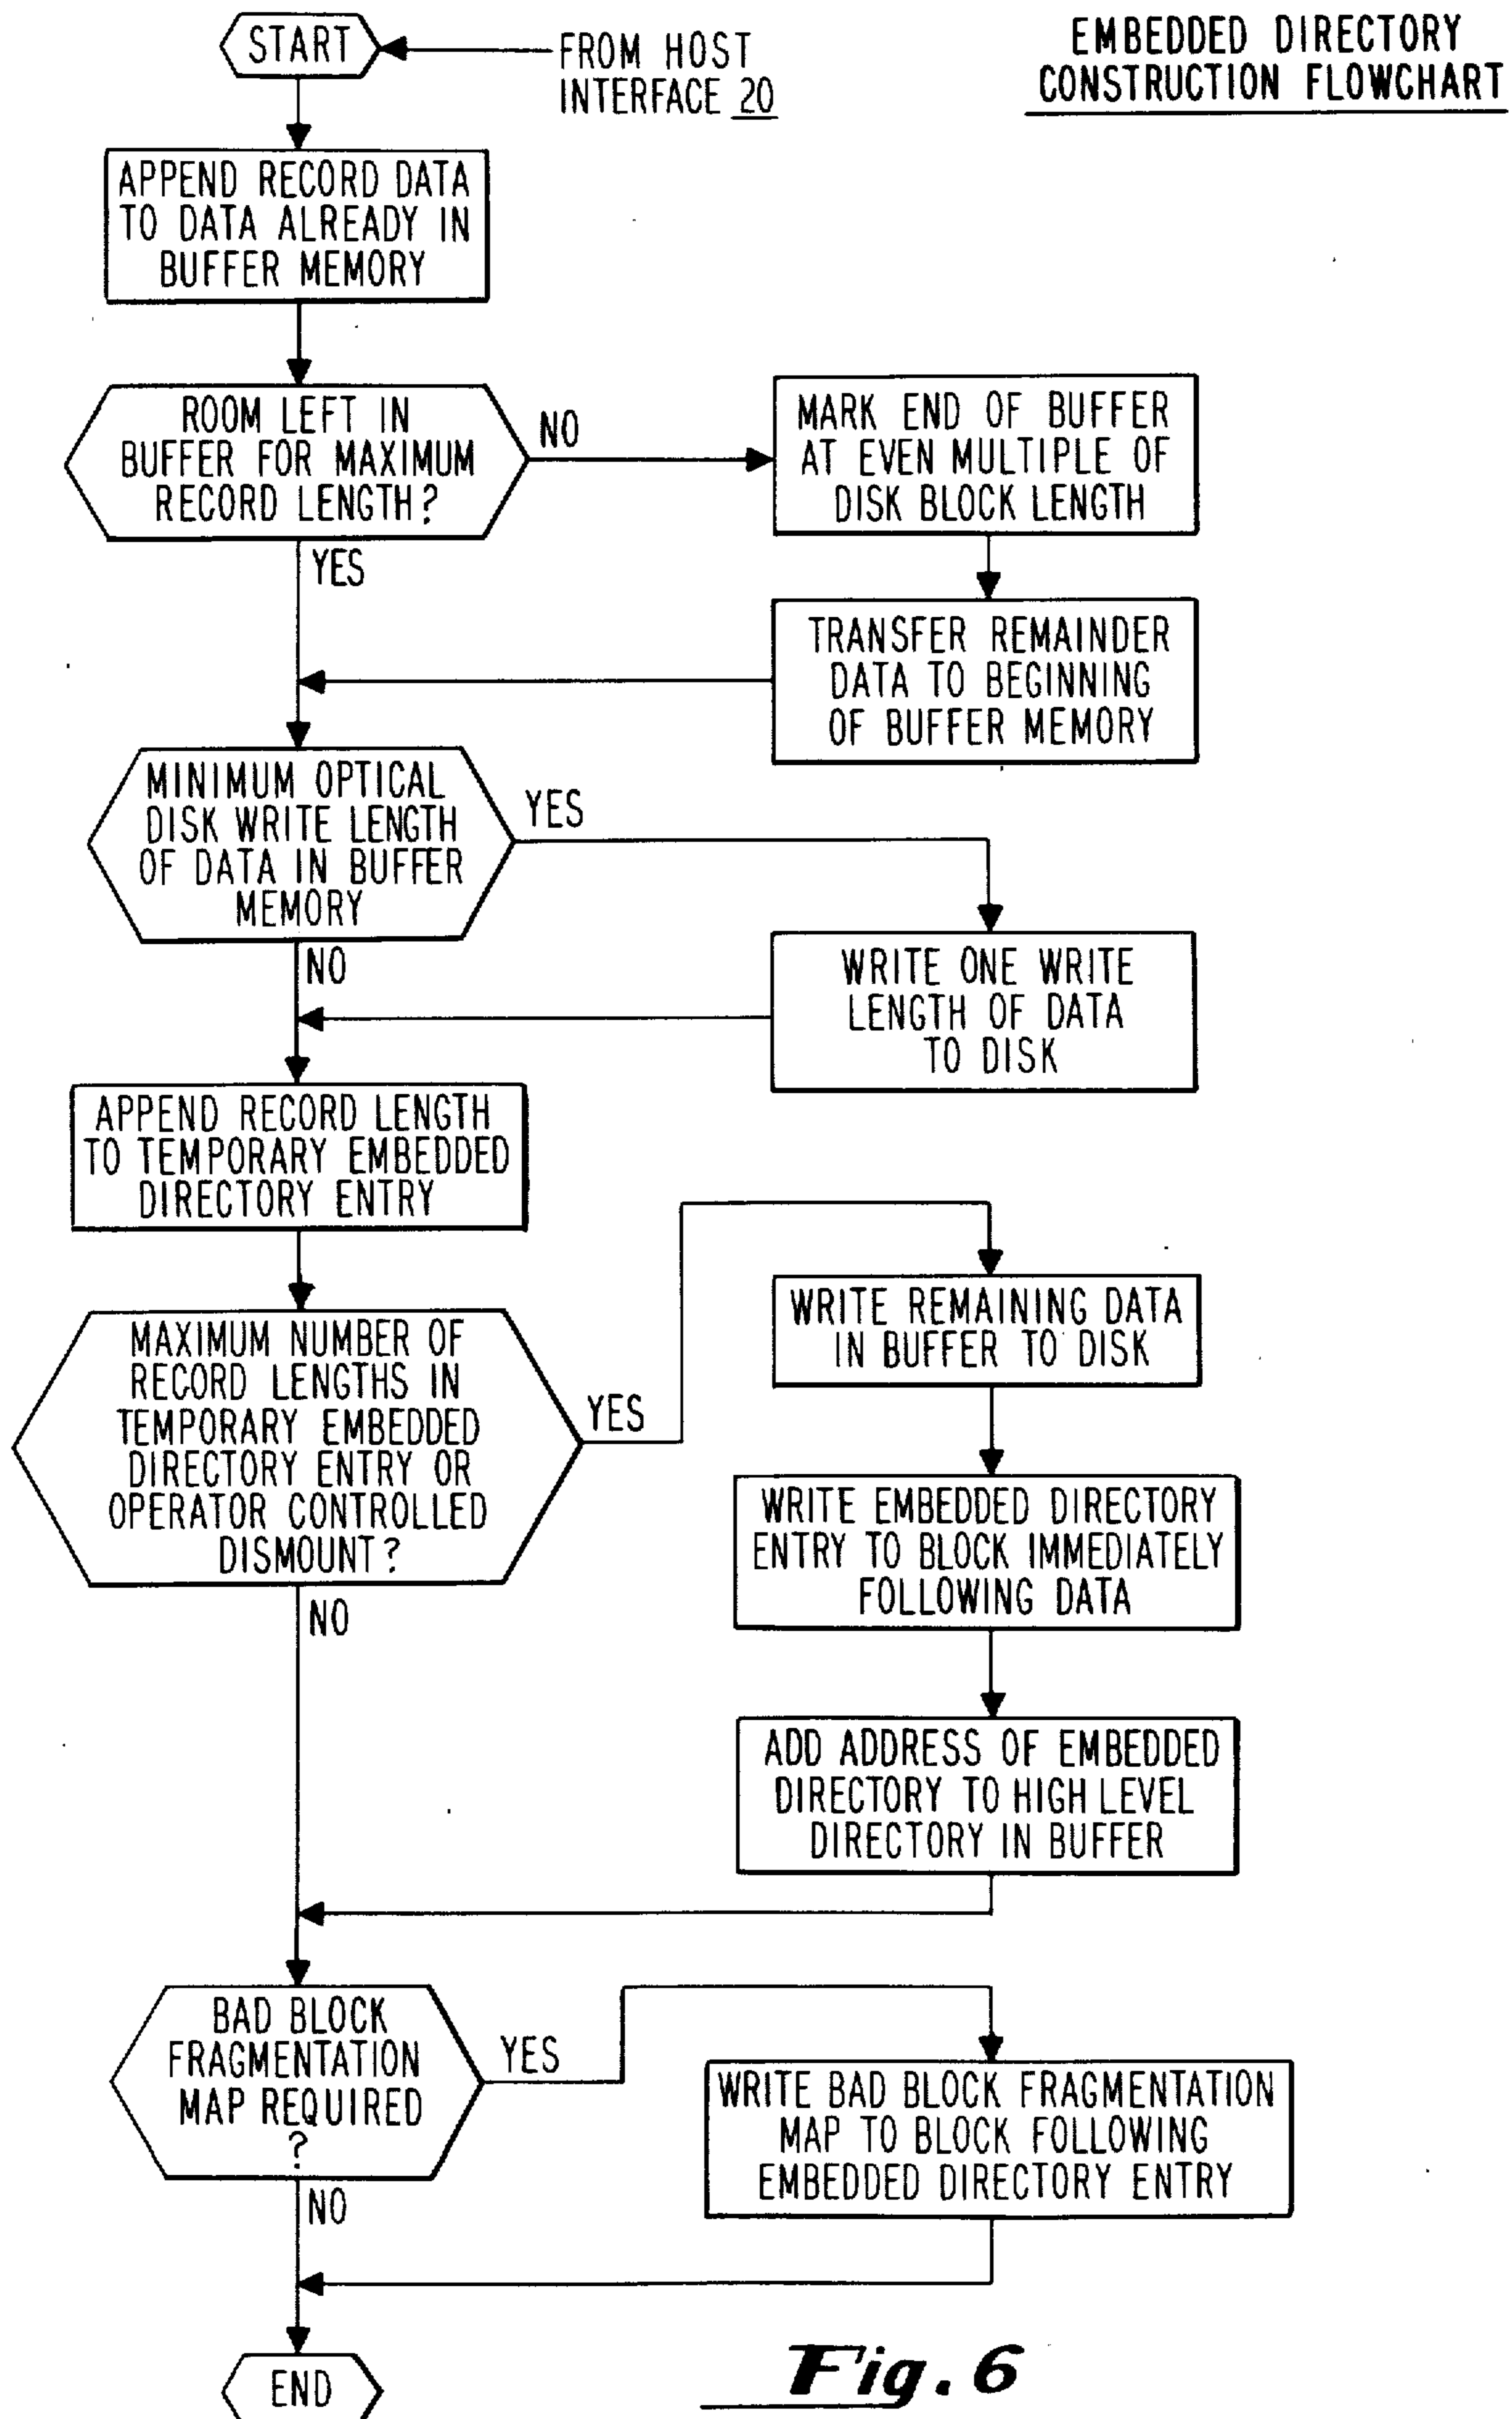 EMBEDDED DIRECTORY
CONSTRUCTION FLOWCHART
START
FROM HOST
INTERFACE 20
APPEND RECORD DATA
TO DATA ALREADY IN
BUFFER MEMORY
ROOM LEFT IN
BUFFER FOR MAXIMUM
RECORD LENGTH?
NO
MARK END OF BUFFER
AT EVEN MULTIPLE OF
DISK BLOCK LENGTH
YES
TRANSFER REMAINDER
DATA TO BEGINNING
OF BUFFER MEMORY
MINIMUM OPTICAL
DISK WRITE LENGTH
OF DATA IN BUFFER
MEMORY
YES
NO
WRITE ONE WRITE
LENGTH OF DATA
TO DISK
APPEND RECORD LENGTH
TO TEMPORARY EMBEDDED
DIRECTORY ENTRY
MAXIMUM NUMBER OF
RECORD LENGTHS IN
TEMPORARY EMBEDDED
DIRECTORY ENTRY OR
OPERATOR CONTROLLED
DISMOUNT?
YES
WRITE REMAINING DATA
IN BUFFER TO DISK
WRITE EMBEDDED DIRECTORY
ENTRY TO BLOCK IMMEDIATELY
FOLLOWING DATA
NO
ADD ADDRESS OF EMBEDDED
DIRECTORY TO HIGH LEVEL
DIRECTORY IN BUFFER
BAD BLOCK
FRAGMENTATION
MAP REQUIRED
?
YES
WRITE BAD BLOCK FRAGMENTATION
MAP TO BLOCK FOLLOWING
EMBEDDED DIRECTORY ENTRY
NO
END
Fig. 6